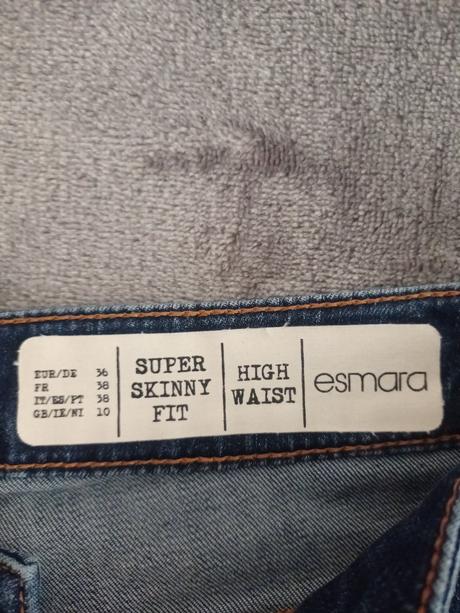 EUR/DE 36
FR 38
IT/ES/PT 38
GB/IE/NI 10
SUPER
SKINNY
FIT
HIGH
WAIST
esmara